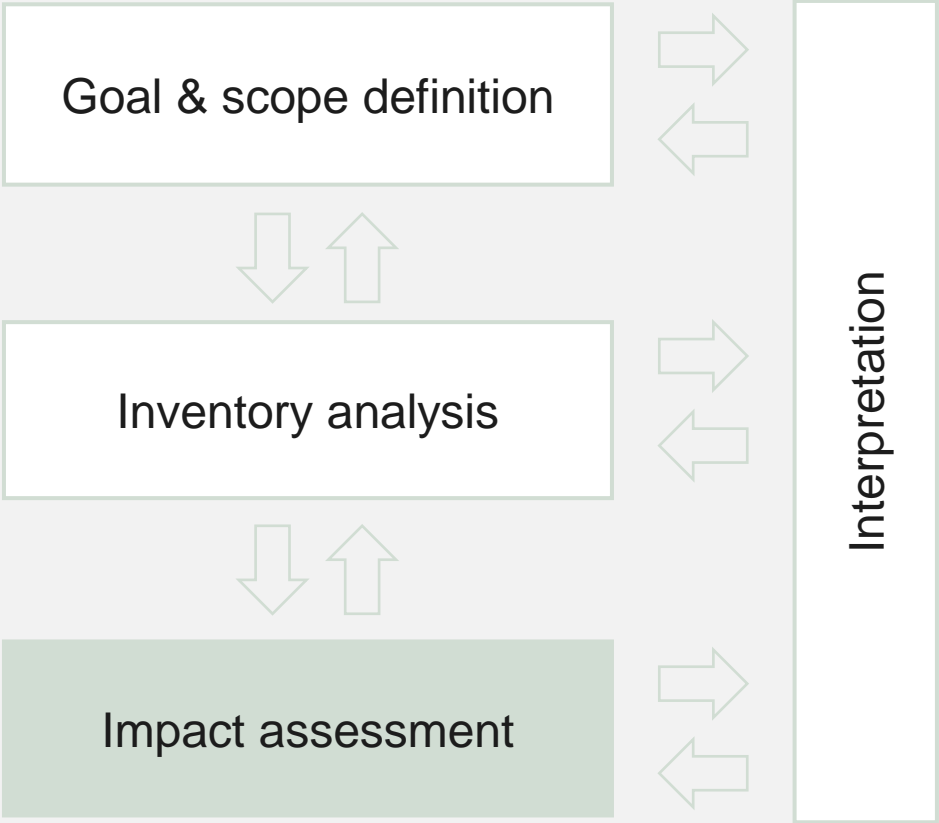 Goal & scope definition
Inventory analysis
Impact assessment
Interpretation